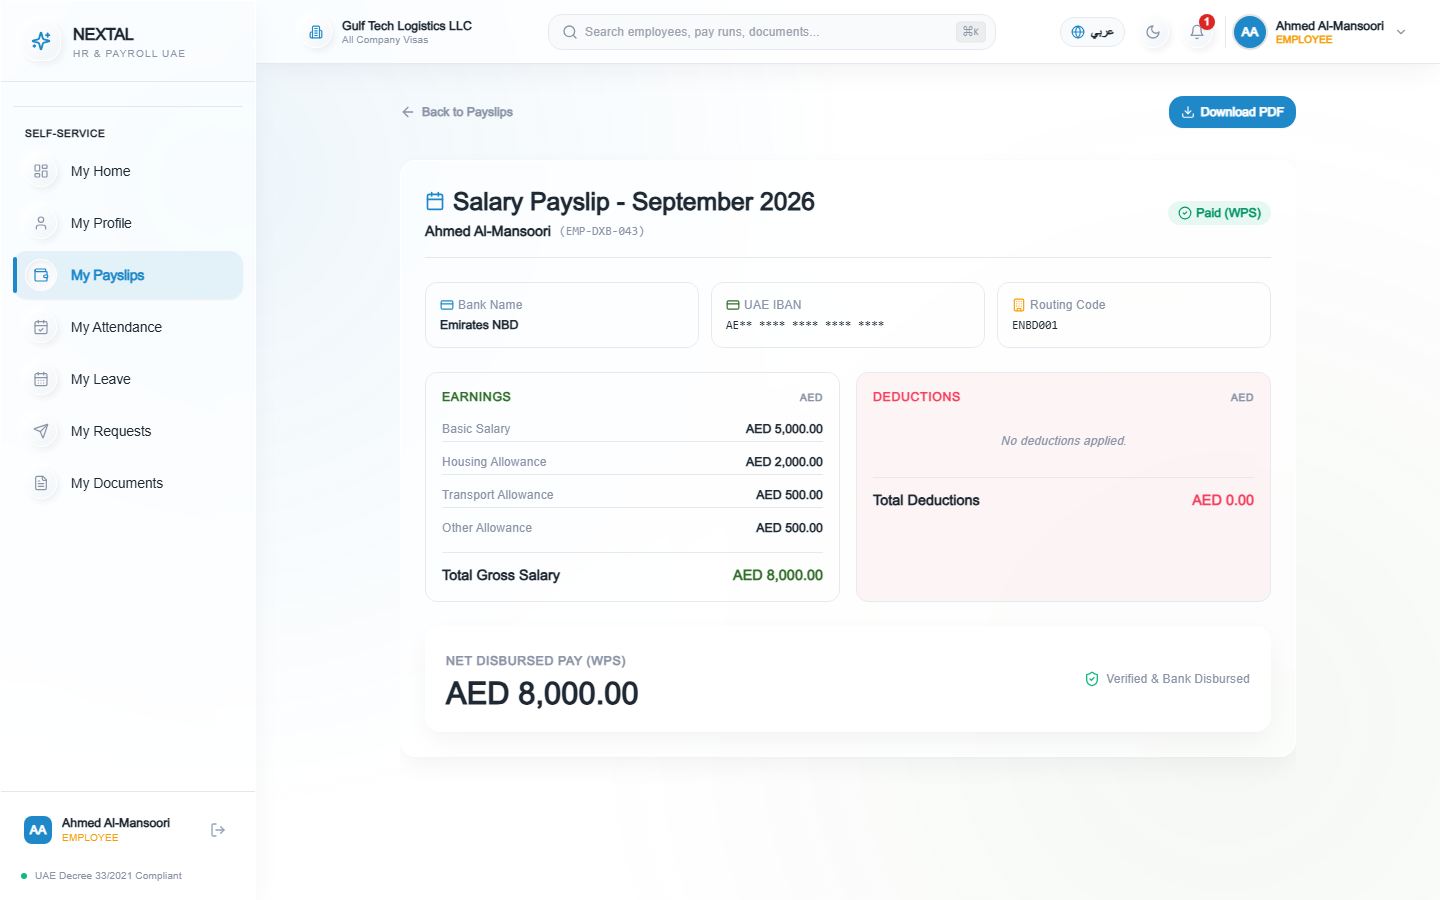 NEXTAL
HR & PAYROLL UAE
Gulf Tech Logistics LLC
All Company Visas
Search employees, pay runs, documents...
⌘K
عربي
1
AA
Ahmed Al-Mansoori
EMPLOYEE
SELF-SERVICE
My Home
My Profile
My Payslips
My Attendance
My Leave
My Requests
My Documents
Back to Payslips
Download PDF
Salary Payslip - September 2026
Ahmed Al-Mansoori (EMP-DXB-043)
Paid (WPS)
Bank Name
Emirates NBD
UAE IBAN
AE** **** **** **** ****
Routing Code
ENBD001
EARNINGS AED
Basic Salary AED 5,000.00
Housing Allowance AED 2,000.00
Transport Allowance AED 500.00
Other Allowance AED 500.00
Total Gross Salary AED 8,000.00
DEDUCTIONS AED
No deductions applied.
Total Deductions AED 0.00
NET DISBURSED PAY (WPS)
AED 8,000.00
Verified & Bank Disbursed
AA
Ahmed Al-Mansoori
EMPLOYEE
UAE Decree 33/2021 Compliant